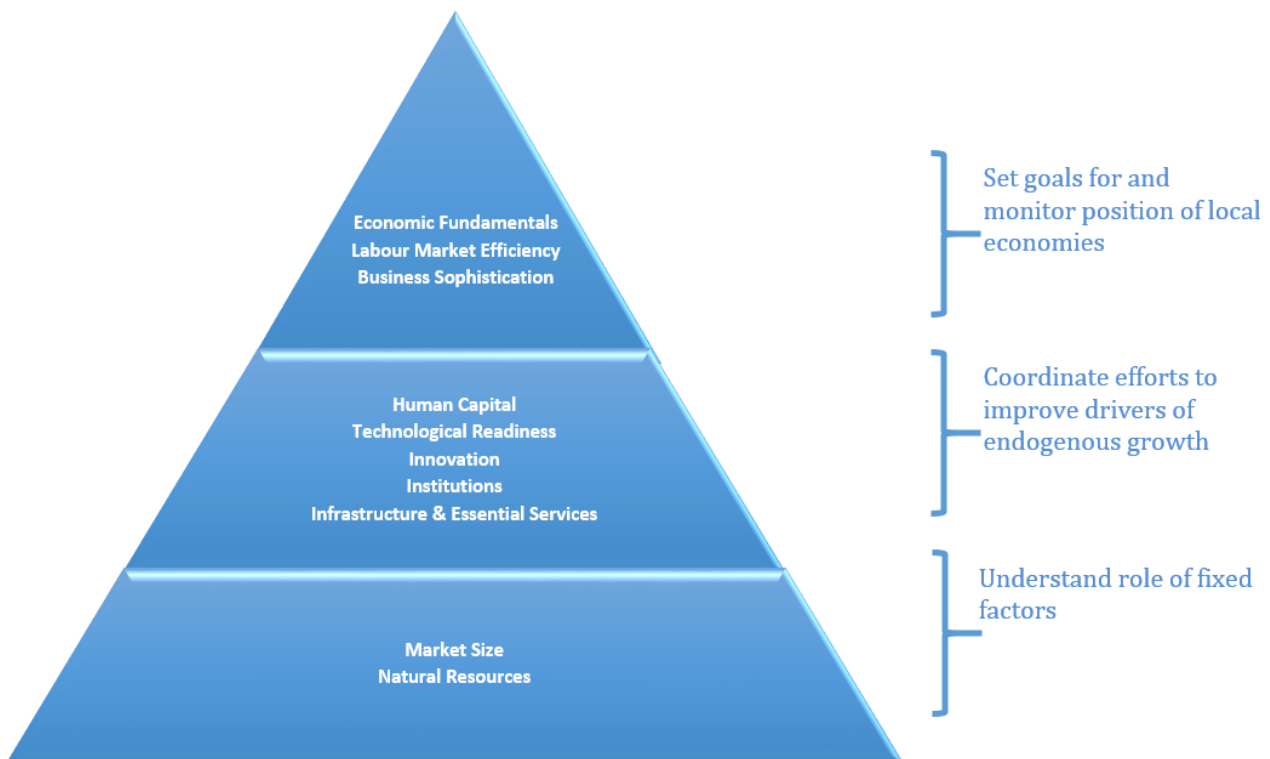 Economic Fundamentals
Labour Market Efficiency
Business Sophistication
Set goals for and
monitor position of local
economies
Human Capital
Technological Readiness
Innovation
Institutions
Infrastructure & Essential Services
Coordinate efforts to
improve drivers of
endogenous growth
Market Size
Natural Resources
Understand role of fixed
factors